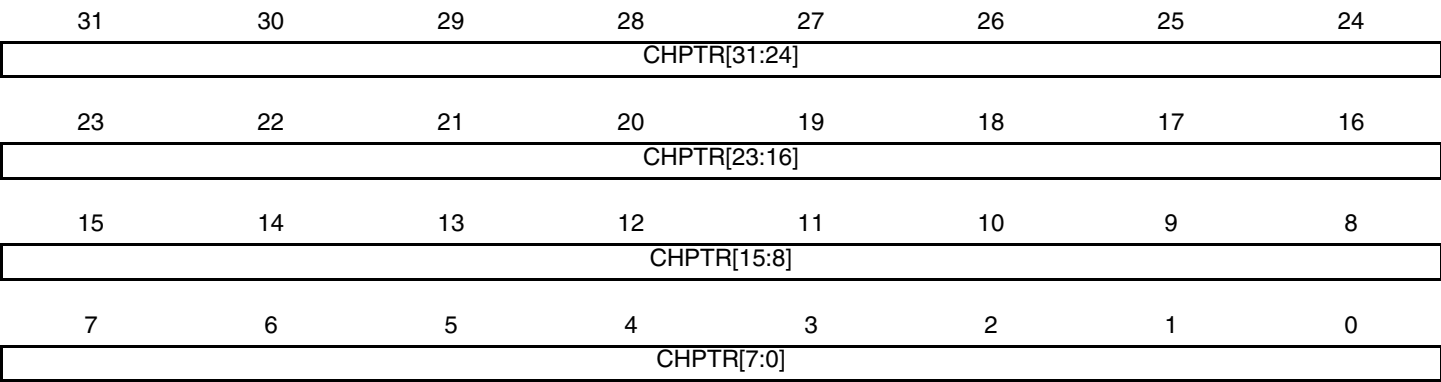 31 30 29 28 27 26 25 24
CHPTR[31:24]
23 22 21 20 19 18 17 16
CHPTR[23:16]
15 14 13 12 11 10 9 8
CHPTR[15:8]
7 6 5 4 3 2 1 0
CHPTR[7:0]